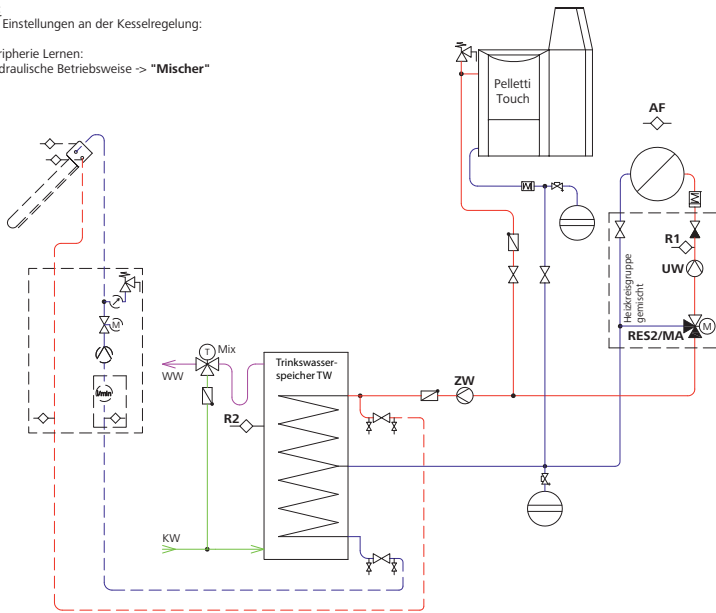 Einstellungen an der Kesselregelung:
ripherie Lernen:
draulische Betriebsweise -> "Mischer"
Pelletti
Touch
AF
R1
UW
Heizkreisgruppe
gemischt
M
RES2/MA
M
l/min
T
Mix
WW
Trinkwasser-
speicher TW
ZW
R2
KW